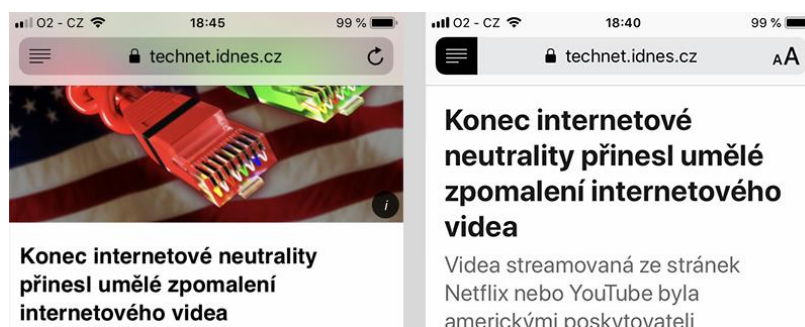 O2 - CZ 18:45 99 %
technet.idnes.cz
i
Konec internetové neutrality
přinesl umělé zpomalení
internetového videa
O2 - CZ 18:40 99 %
technet.idnes.cz AA
Konec internetové
neutrality přinesl umělé
zpomalení internetového
videa
Videa streamovaná ze stránek
Netflix nebo YouTube byla
americkými poskytovateli